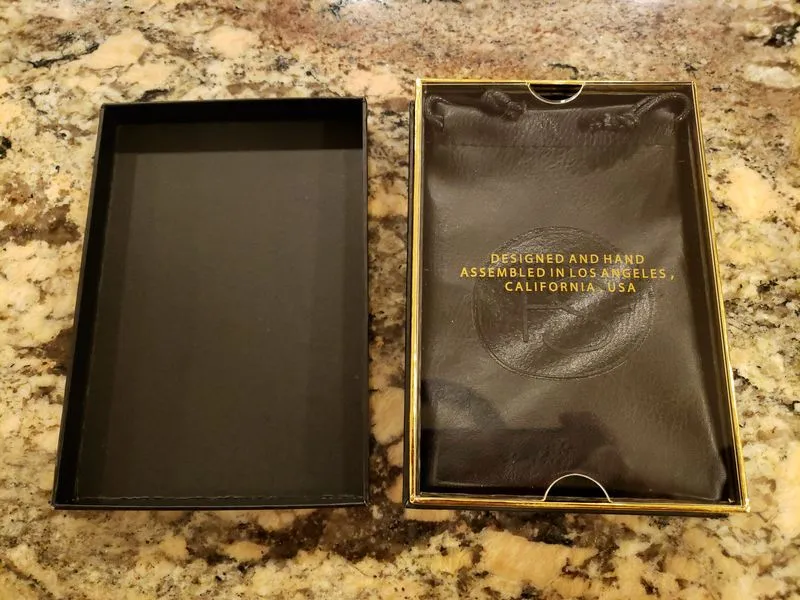 DESIGNED AND HAND
ASSEMBLED IN LOS ANGELES,
CALIFORNIA , USA